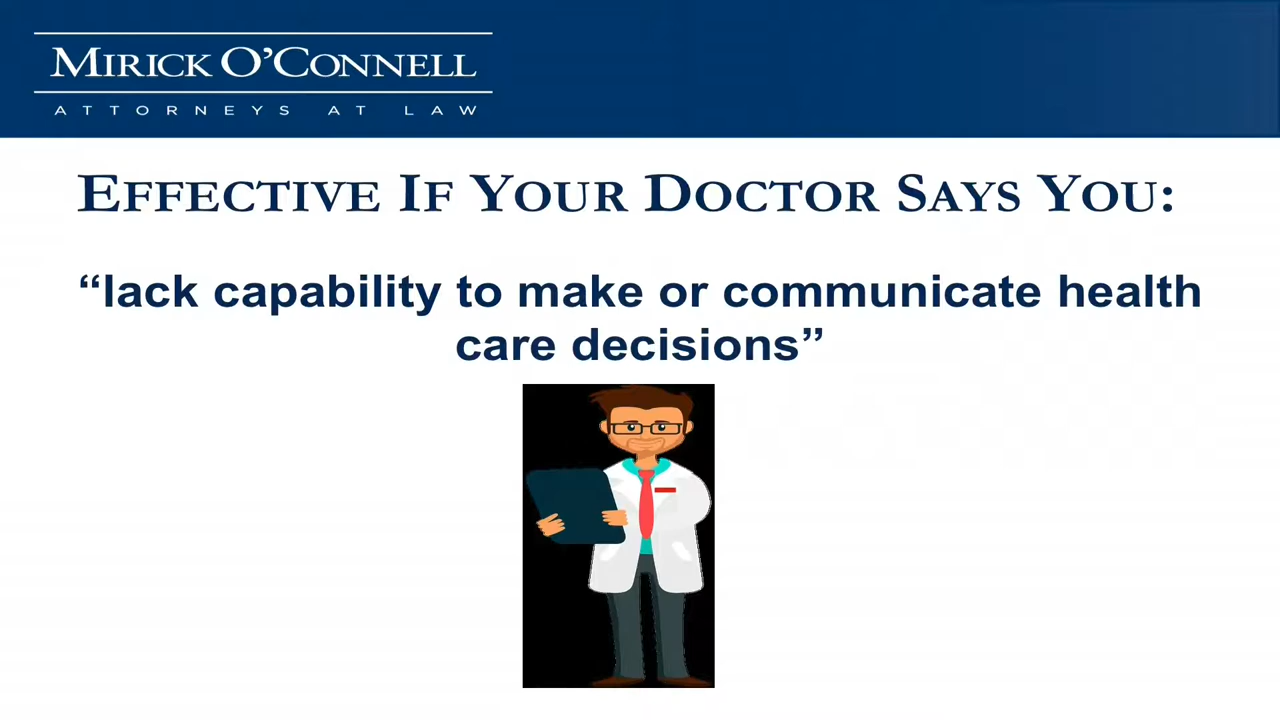 MIRICK O’CONNELL
ATTORNEYS AT LAW
EFFECTIVE IF YOUR DOCTOR SAYS YOU:
“lack capability to make or communicate health
care decisions”